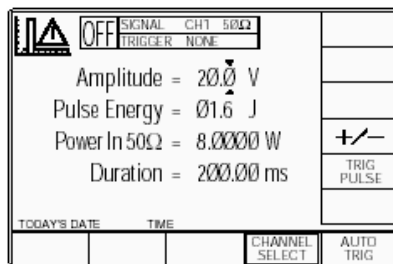 OFF SIGNAL CH1 50Ω
TRIGGER NONE
Amplitude = 20.0 V
Pulse Energy = 01.6 J
Power In 50Ω = 8.0000 W
+/−
Duration = 200.00 ms
TRIG
PULSE
TODAY'S DATE TIME
CHANNEL
SELECT
AUTO
TRIG